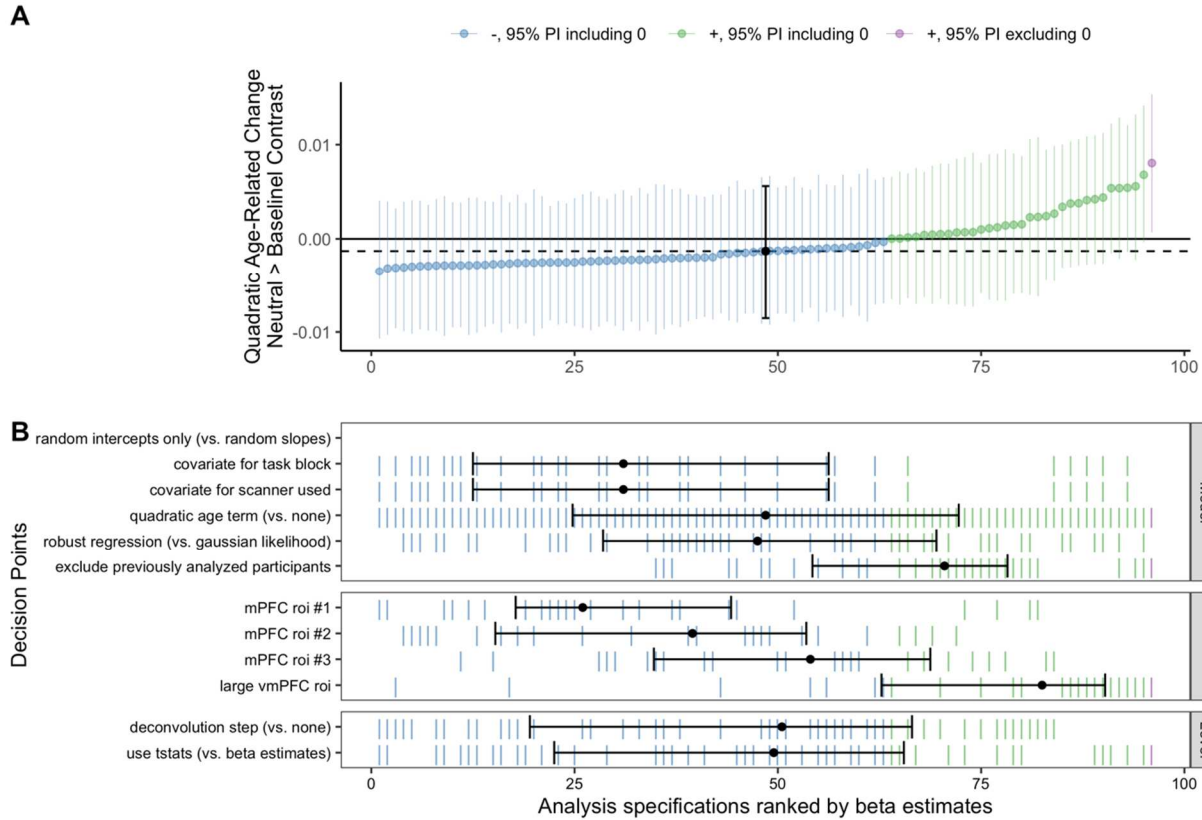 A
-, 95% PI including 0 +, 95% PI including 0 +, 95% PI excluding 0
Quadratic Age-Related Change
Neutral > Baselinel Contrast
0.01
0.00
-0.01
0 25 50 75 100
B
Decision Points
random intercepts only (vs. random slopes)
covariate for task block
covariate for scanner used
quadratic age term (vs. none)
robust regression (vs. gaussian likelihood)
exclude previously analyzed participants
mPFC roi #1
mPFC roi #2
mPFC roi #3
large vmPFC roi
deconvolution step (vs. none)
use tstats (vs. beta estimates)
0 25 50 75 100
Analysis specifications ranked by beta estimates